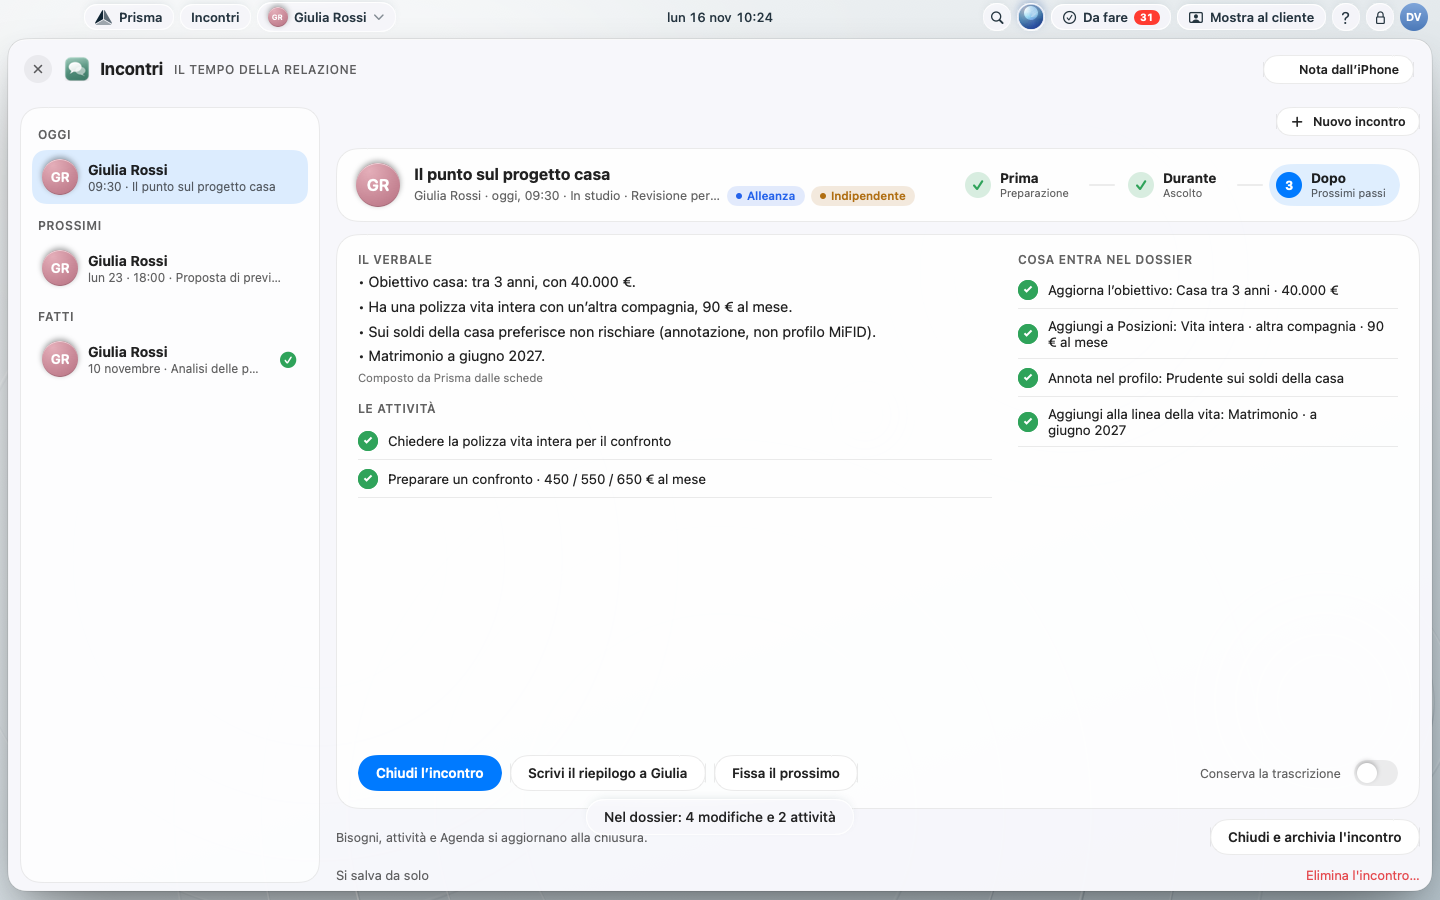 Prisma
Incontri
GR Giulia Rossi
lun 16 nov 10:24
Da fare 31
Mostra al cliente
?
DV
Incontri IL TEMPO DELLA RELAZIONE
Nota dall'iPhone
+ Nuovo incontro
OGGI
GR
Giulia Rossi
09:30 · Il punto sul progetto casa
PROSSIMI
GR
Giulia Rossi
lun 23 · 18:00 · Proposta di previ...
FATTI
GR
Giulia Rossi
10 novembre · Analisi delle p...
GR
Il punto sul progetto casa
Giulia Rossi · oggi, 09:30 · In studio · Revisione per... Alleanza Indipendente
Prima
Preparazione
Durante
Ascolto
3
Dopo
Prossimi passi
IL VERBALE
• Obiettivo casa: tra 3 anni, con 40.000 €.
• Ha una polizza vita intera con un'altra compagnia, 90 € al mese.
• Sui soldi della casa preferisce non rischiare (annotazione, non profilo MiFID).
• Matrimonio a giugno 2027.
Composto da Prisma dalle schede
LE ATTIVITÀ
Chiedere la polizza vita intera per il confronto
Preparare un confronto · 450 / 550 / 650 € al mese
COSA ENTRA NEL DOSSIER
Aggiorna l'obiettivo: Casa tra 3 anni · 40.000 €
Aggiungi a Posizioni: Vita intera · altra compagnia · 90
€ al mese
Annota nel profilo: Prudente sui soldi della casa
Aggiungi alla linea della vita: Matrimonio · a
giugno 2027
Chiudi l'incontro
Scrivi il riepilogo a Giulia
Fissa il prossimo
Conserva la trascrizione
Nel dossier: 4 modifiche e 2 attività
Bisogni, attività e Agenda si aggiornano alla chiusura.
Chiudi e archivia l'incontro
Si salva da solo
Elimina l'incontro...